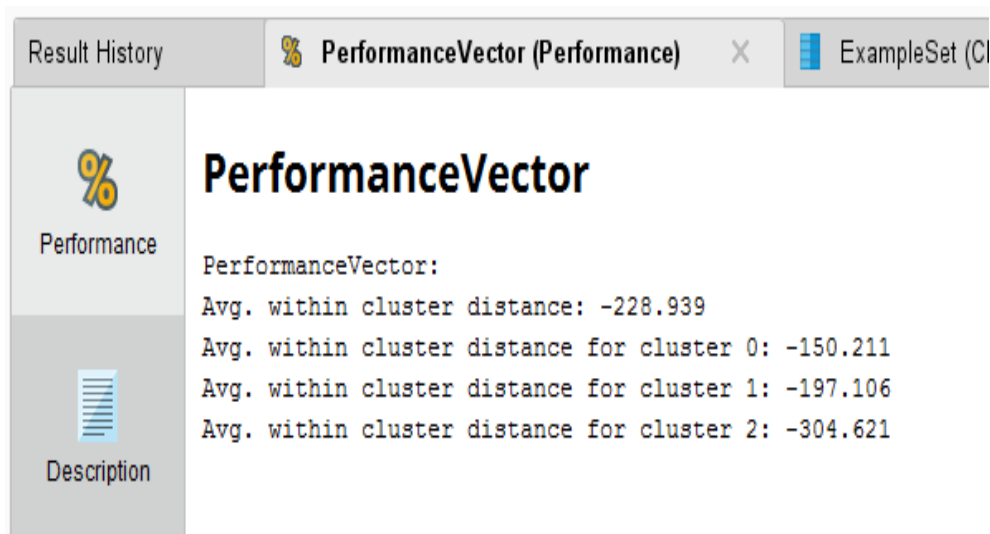 Result History
PerformanceVector (Performance)
ExampleSet (Cl
PerformanceVector
Performance
PerformanceVector:
Avg. within cluster distance: -228.939
Avg. within cluster distance for cluster 0: -150.211
Avg. within cluster distance for cluster 1: -197.106
Avg. within cluster distance for cluster 2: -304.621
Description